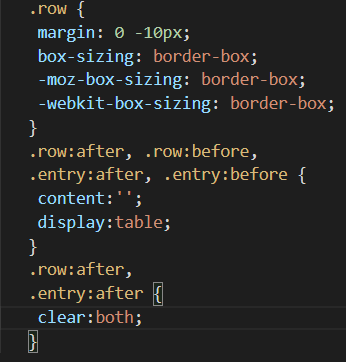 .row {
margin: 0 -10px;
box-sizing: border-box;
-moz-box-sizing: border-box;
-webkit-box-sizing: border-box;
}
.row:after, .row:before,
.entry:after, .entry:before {
content:'';
display:table;
}
.row:after,
.entry:after {
clear:both;
}